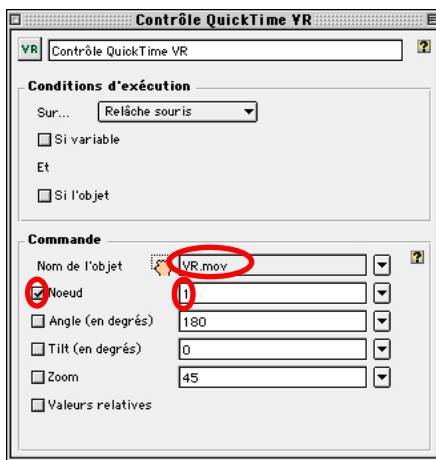 Contrôle QuickTime VR
VR Contrôle QuickTime VR ?
Conditions d'exécution
Sur... Relâche souris
Si variable
Et
Si l'objet
Commande
Nom de l'objet VR.mov ?
Noeud 1
Angle (en degrés) 180
Tilt (en degrés) 0
Zoom 45
Valeurs relatives